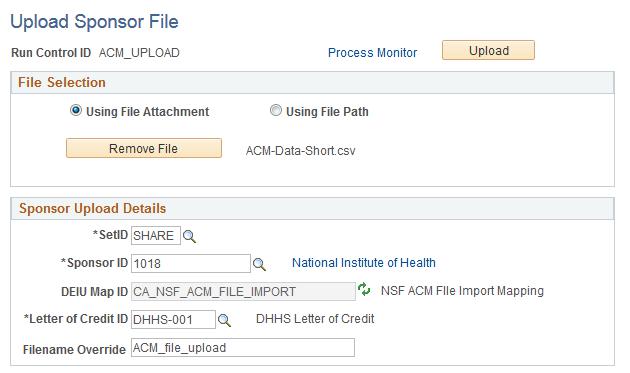 Upload Sponsor File
Run Control ID ACM_UPLOAD Process Monitor Upload
File Selection
Using File Attachment Using File Path
Remove File ACM-Data-Short.csv
Sponsor Upload Details
*SetID SHARE
*Sponsor ID 1018 National Institute of Health
DEIU Map ID CA_NSF_ACM_FILE_IMPORT NSF ACM FIle Import Mapping
*Letter of Credit ID DHHS-001 DHHS Letter of Credit
Filename Override ACM_file_upload